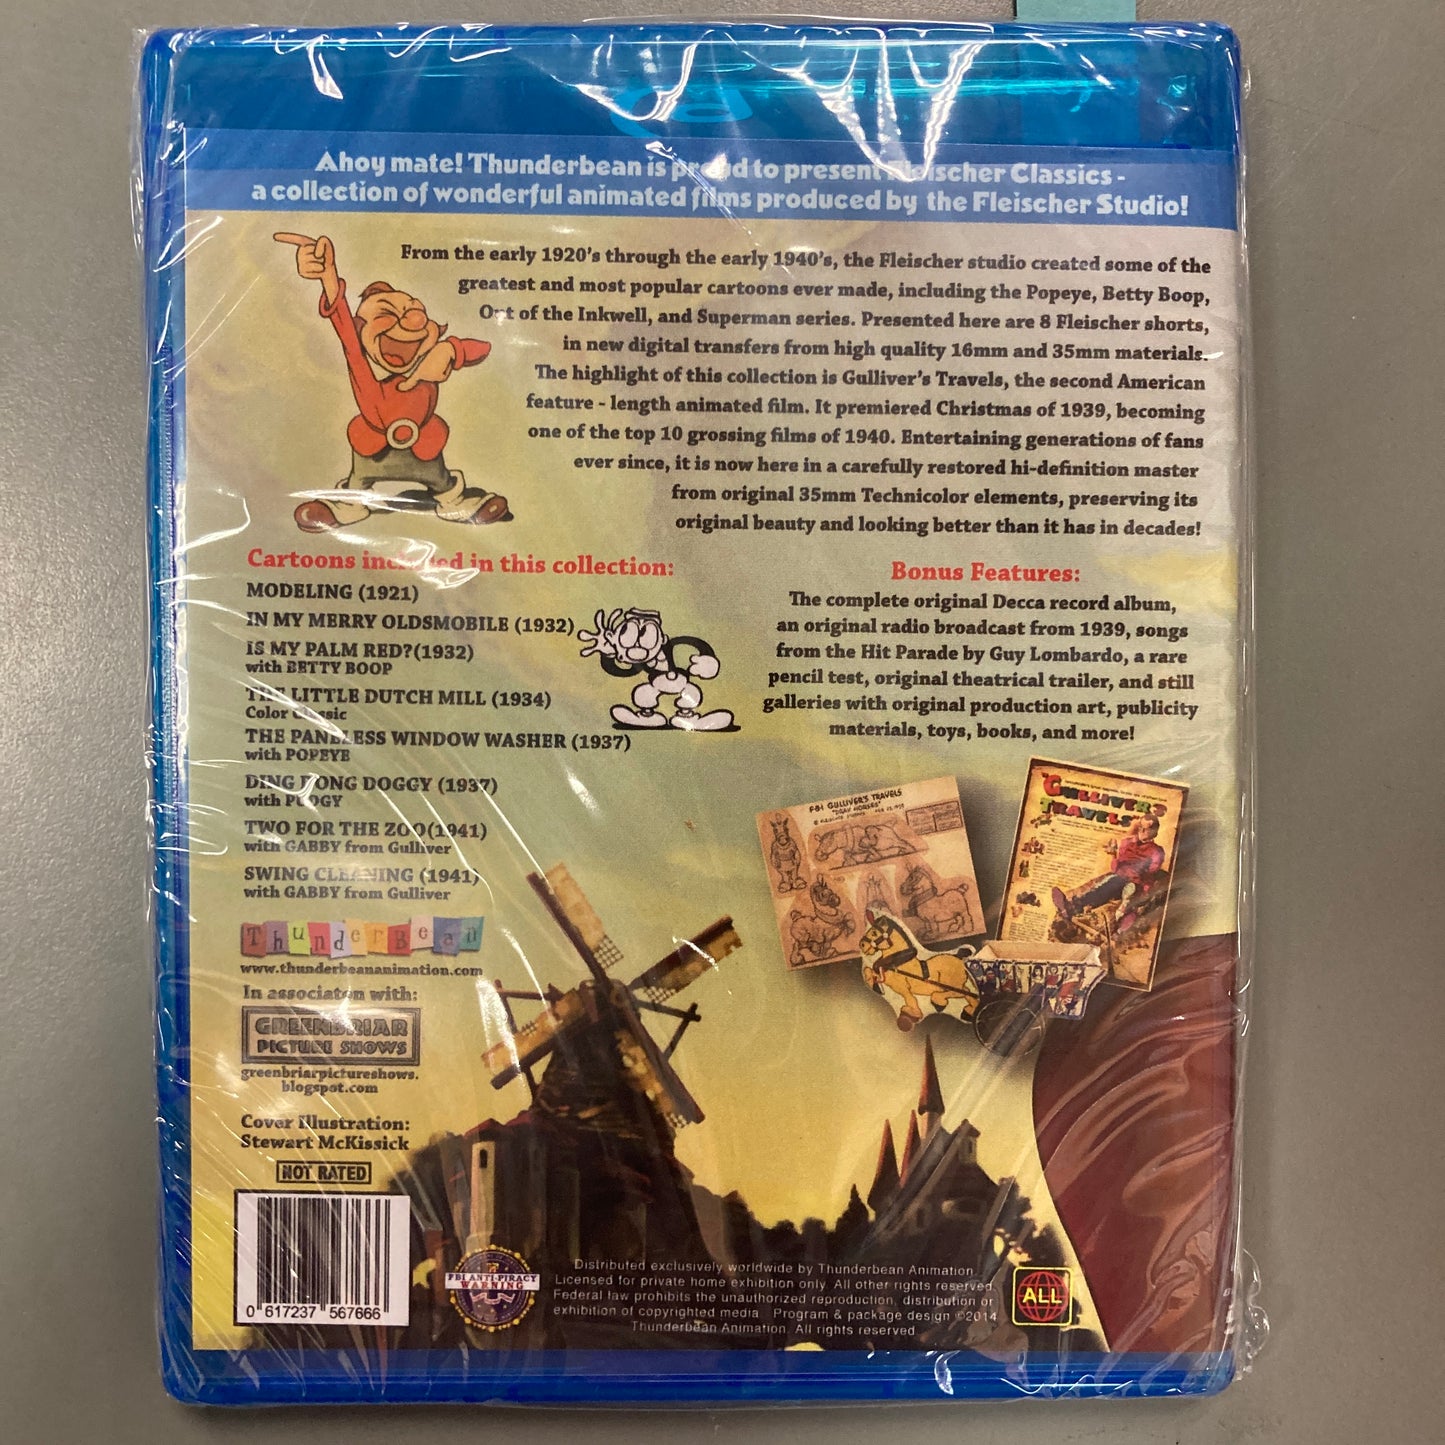 Ahoy mate! Thunderbean is proud to present Fleischer Classics -
a collection of wonderful animated films produced by the Fleischer Studio!
From the early 1920's through the early 1940's, the Fleischer studio created some of the
greatest and most popular cartoons ever made, including the Popeye, Betty Boop,
Out of the Inkwell, and Superman series. Presented here are 8 Fleischer shorts,
in new digital transfers from high quality 16mm and 35mm materials.
The highlight of this collection is Gulliver's Travels, the second American
feature - length animated film. It premiered Christmas of 1939, becoming
one of the top 10 grossing films of 1940. Entertaining generations of fans
ever since, it is now here in a carefully restored hi-definition master
from original 35mm Technicolor elements, preserving its
original beauty and looking better than it has in decades!
Cartoons included in this collection:
MODELING (1921)
IN MY MERRY OLDSMOBILE (1932)
IS MY PALM RED?(1932)
with BETTY BOOP
THE LITTLE DUTCH MILL (1934)
Color Classic
THE PANELESS WINDOW WASHER (1937)
with POPEYE
DING DONG DOGGY (1937)
with PUDGY
TWO FOR THE ZOO(1941)
with GABBY from Gulliver
SWING CLEANING (1941)
with GABBY from Gulliver
Bonus Features:
The complete original Decca record album,
an original radio broadcast from 1939, songs
from the Hit Parade by Guy Lombardo, a rare
pencil test, original theatrical trailer, and still
galleries with original production art, publicity
materials, toys, books, and more!
F-81 GULLIVER'S TRAVELS
"DRAW HORSES"
GULLIVER'S
TRAVELS
ThunderBean
www.thunderbeananimation.com
In associaton with:
GREENBRIAR
PICTURE SHOWS
greenbriarpictureshows.
blogspot.com
Cover Illustration:
Stewart McKissick
NOT RATED
0 617237 567666
FBI ANTI-PIRACY
WARNING
Distributed exclusively worldwide by Thunderbean Animation.
Licensed for private home exhibition only. All other rights reserved.
Federal law prohibits the unauthorized reproduction, distribution or
exhibition of copyrighted media. Program & package design ©2014
Thunderbean Animation. All rights reserved
ALL